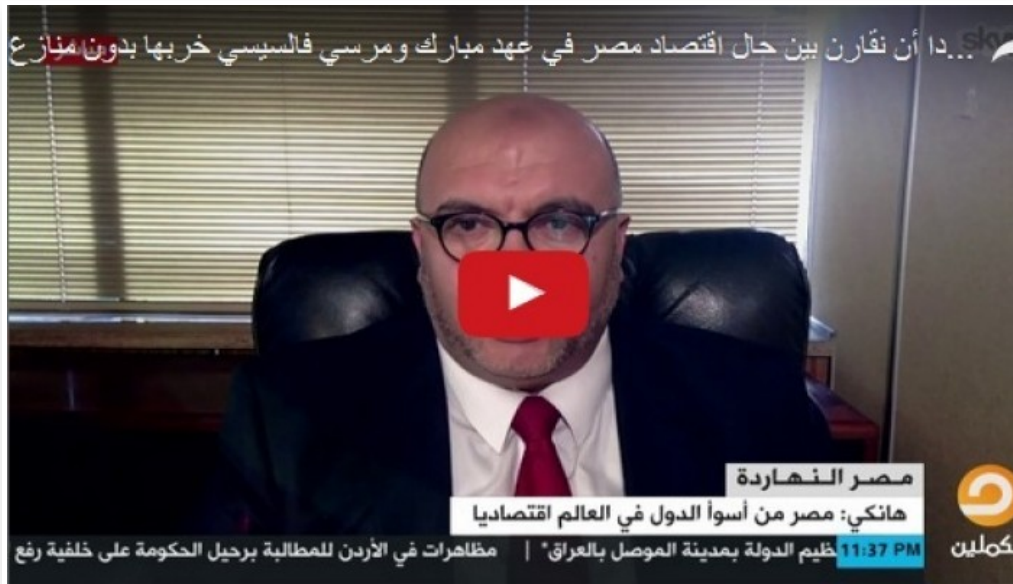 ...دا أن نقارن بين حال اقتصاد مصر في عهد مبارك ومرسي فالسيسي خربها بدون منازع
sky
مباشر
مصر النهاردة
هانكي: مصر من أسوأ الدول في العالم اقتصاديا
11:37 PM
ظيم الدولة بمدينة الموصل بالعراق" | مظاهرات في الأردن للمطالبة برحيل الحكومة على خلفية رفع
كملين